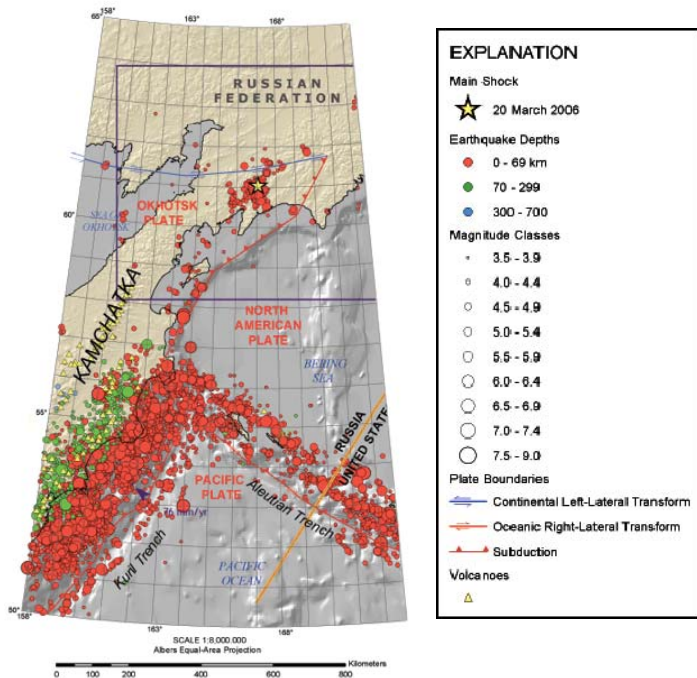 158°
163°
168°
65°
RUSSIAN
FEDERATION
OKHOTSK
PLATE
SEA OF
OKHOTSK
60°
KAMCHATKA
NORTH
AMERICAN
PLATE
BERING
SEA
55°
RUSSIA
UNITED STATE
PACIFIC
PLATE
Aleutian Trench
76 mm/yr
Kuril Trench
PACIFIC
OCEAN
50°
158°
163°
168°
SCALE 1:8,000,000
Albers Equal-Area Projection
Kilometers
0 100 200 400 600 800
EXPLANATION
Main Shock
20 March 2006
Earthquake Depths
0 - 69 km
70 - 299
300 - 700
Magnitude Classes
3.5 - 3.9
4.0 - 4.4
4.5 - 4.9
5.0 - 5.4
5.5 - 5.9
6.0 - 6.4
6.5 - 6.9
7.0 - 7.4
7.5 - 9.0
Plate Boundaries
Continental Left-Laterall Transform
Oceanic Right-Lateral Transform
Subduction
Volcanoes